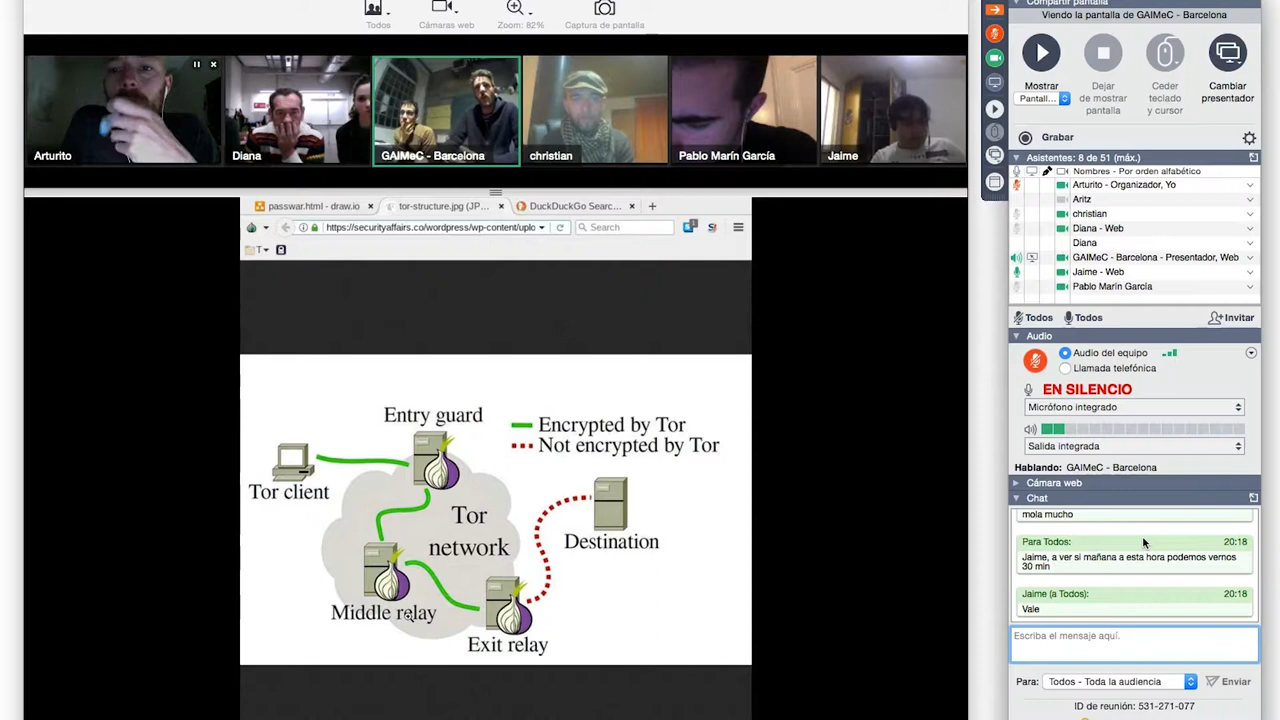 Todos
Cámaras web
Zoom: 82%
Captura de pantalla
Arturito
Diana
GAIMeC - Barcelona
christian
Pablo Marín García
Jaime
passwar.html - draw.io
tor-structure.jpg (JP...
DuckDuckGo Searc...
https://securityaffairs.co/wordpress/wp-content/uplo
Search
1
T
Entry guard
Encrypted by Tor
Not encrypted by Tor
Tor client
Tor
network
Destination
Middle relay
Exit relay
Compartir pantalla
Viendo la pantalla de GAIMeC - Barcelona
Mostrar
Pantall...
Dejar
de mostrar
pantalla
Ceder
teclado
y cursor
Cambiar
presentador
Grabar
Asistentes: 8 de 51 (máx.)
Nombres - Por orden alfabético
Arturito - Organizador, Yo
Aritz
christian
Diana - Web
Diana
GAIMeC - Barcelona - Presentador, Web
Jaime - Web
Pablo Marín García
Todos
Todos
Invitar
Audio
Audio del equipo
Llamada telefónica
EN SILENCIO
Micrófono integrado
Salida integrada
Hablando: GAIMeC - Barcelona
Cámara web
Chat
mola mucho
Para Todos: 20:18
Jaime, a ver si mañana a esta hora podemos vernos
30 min
Jaime (a Todos): 20:18
Vale
Escriba el mensaje aquí.
Para: Todos - Toda la audiencia
Enviar
ID de reunión: 531-271-077